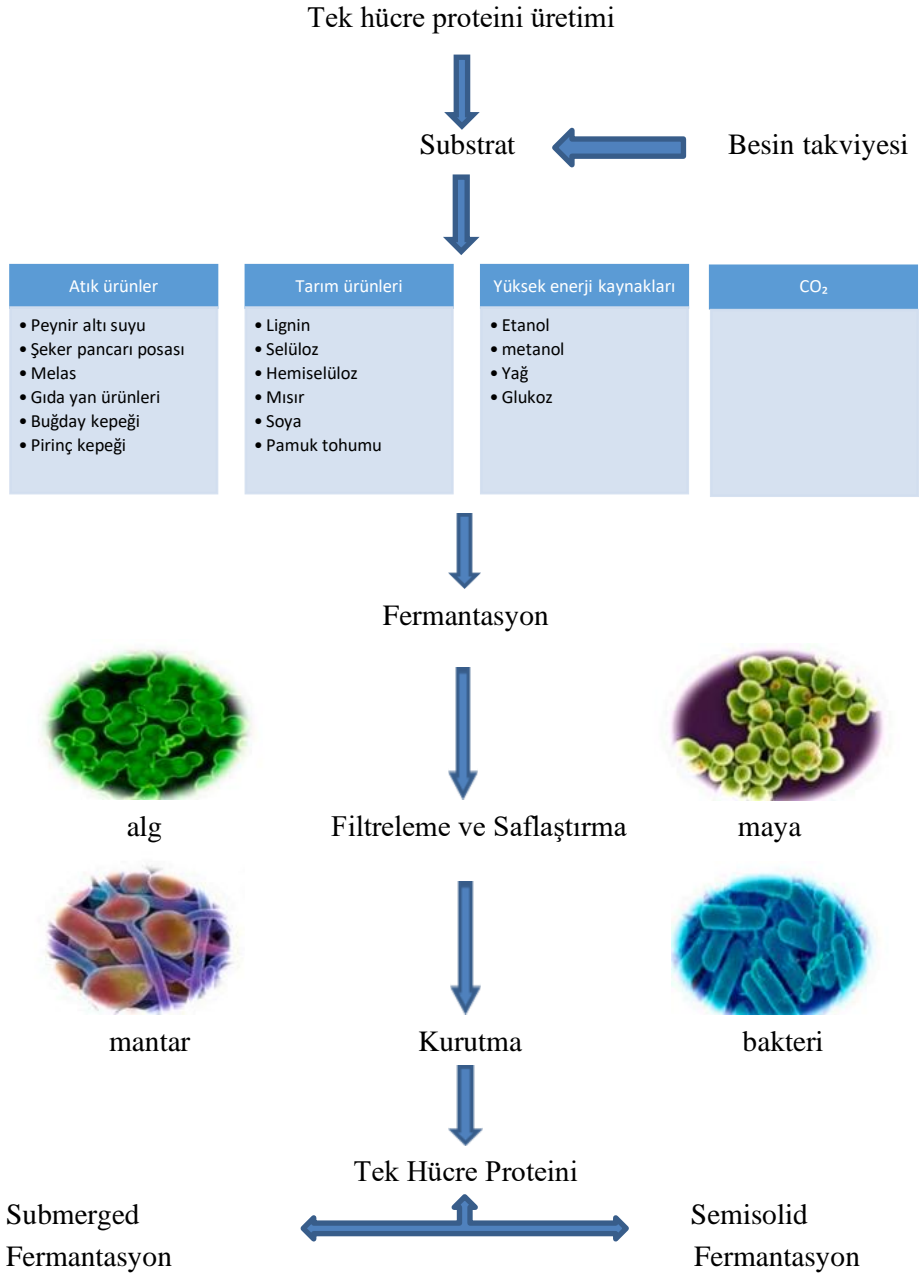 Tek hücre proteini üretimi
Substrat
Besin takviyesi
Atık ürünler
• Peynir altı suyu
• Şeker pancarı posası
• Melas
• Gıda yan ürünleri
• Buğday kepeği
• Pirinç kepeği
Tarım ürünleri
• Lignin
• Selüloz
• Hemiselüloz
• Mısır
• Soya
• Pamuk tohumu
Yüksek enerji kaynakları
• Etanol
• metanol
• Yağ
• Glukoz
CO₂
Fermantasyon
alg
Filtreleme ve Saflaştırma
maya
mantar
Kurutma
bakteri
Tek Hücre Proteini
Submerged
Fermantasyon
Semisolid
Fermantasyon